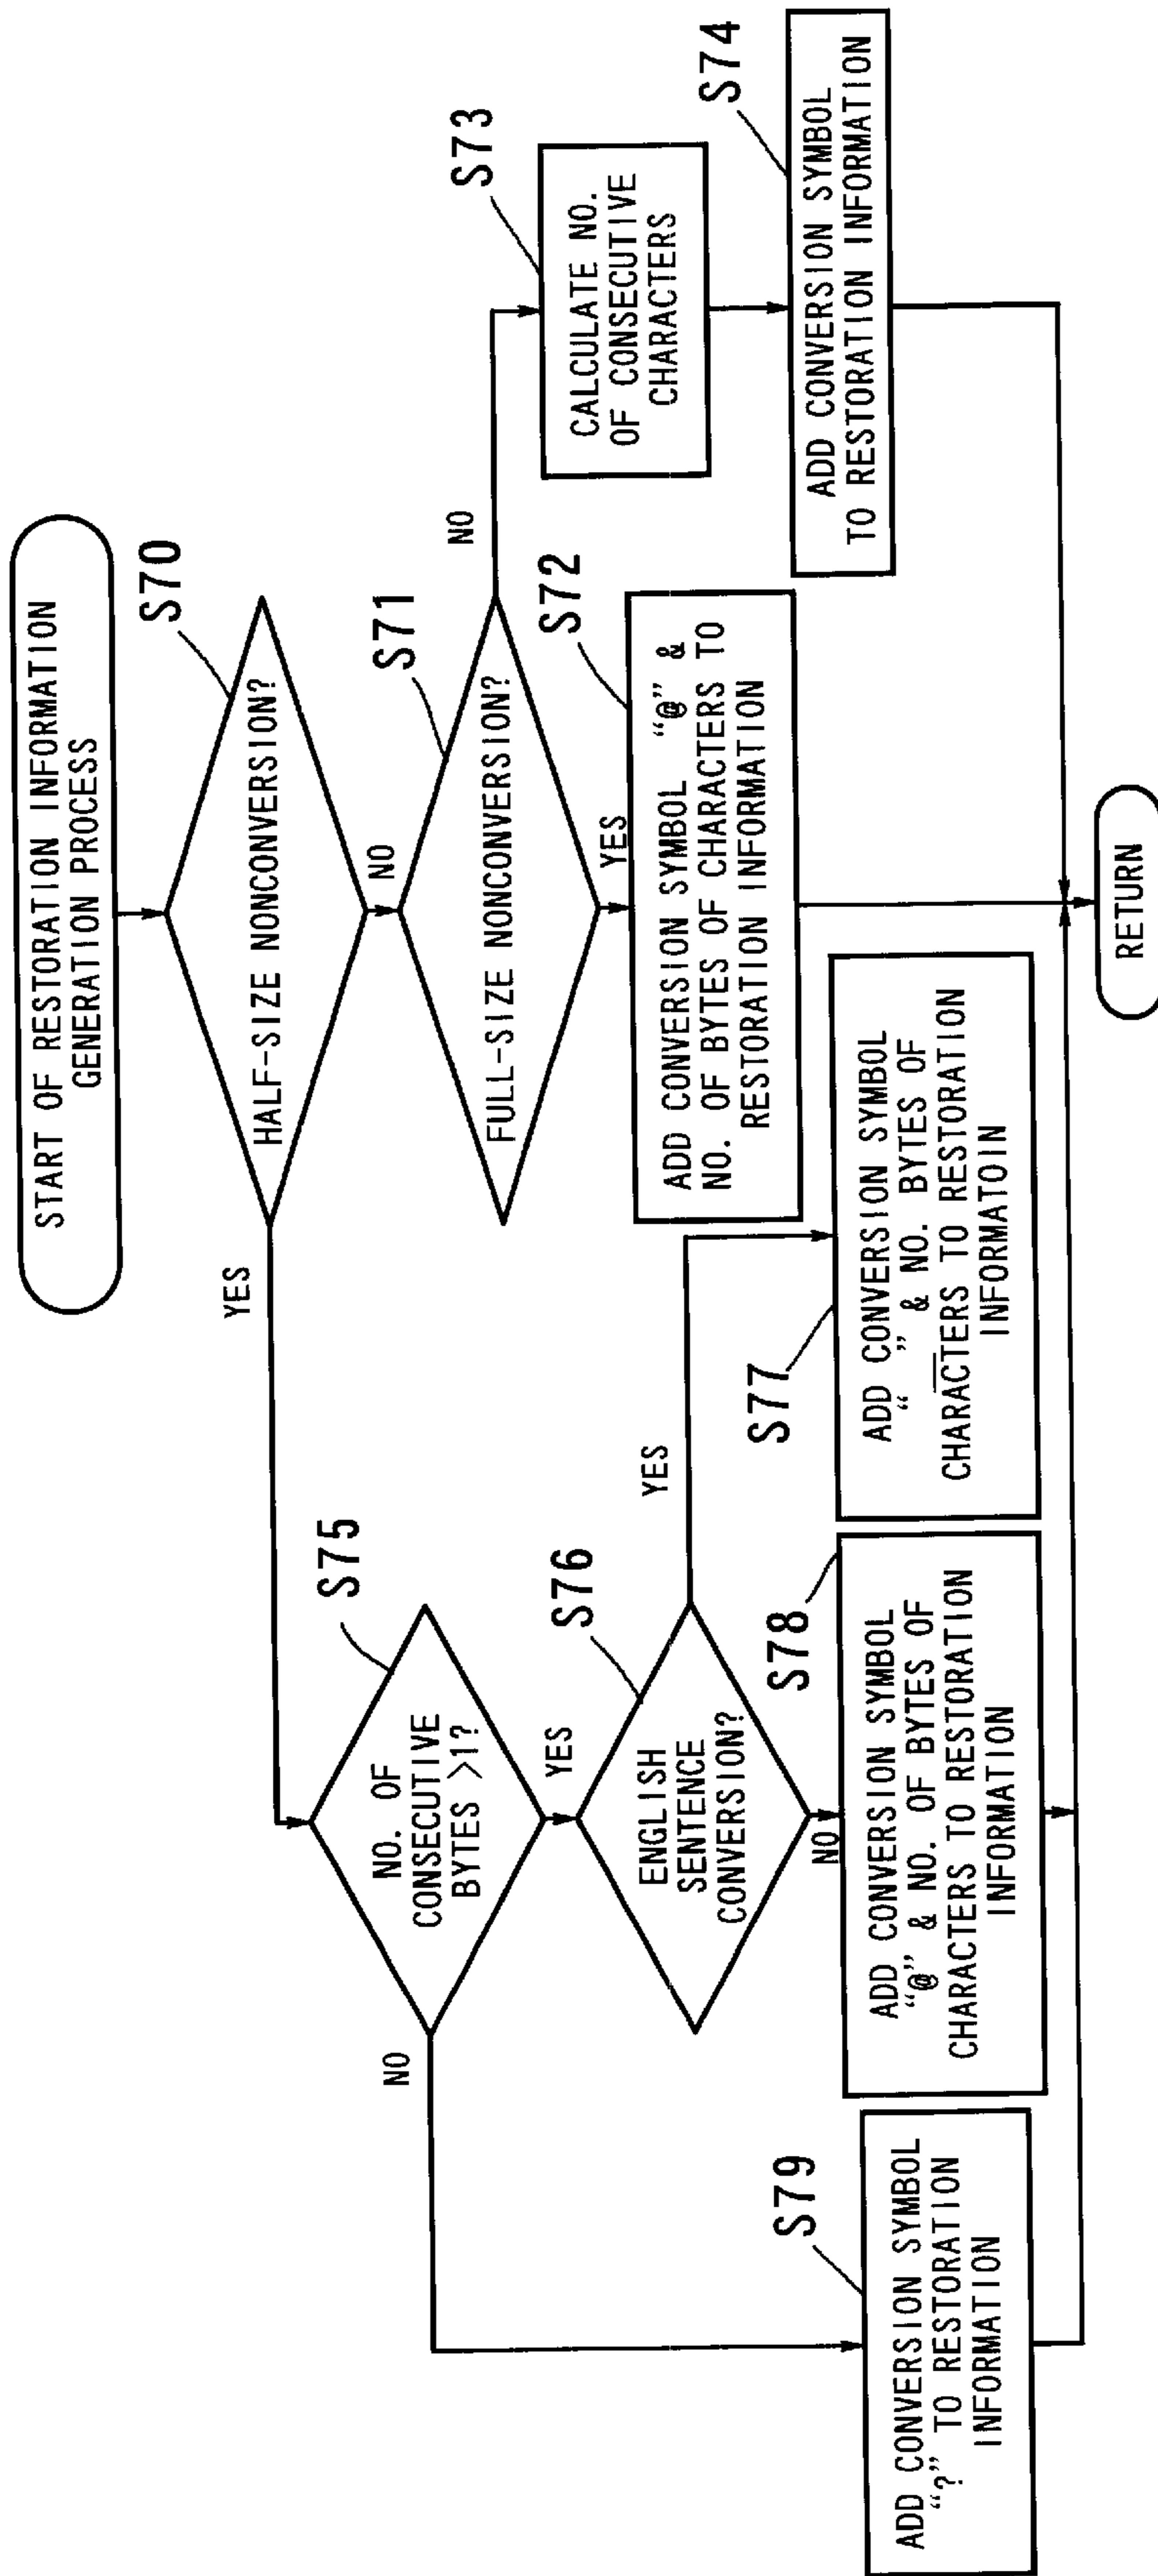 START OF RESTORATION INFORMATION
GENERATION PROCESS
S70
HALF-SIZE NONCONVERSION?
YES
NO
S71
FULL-SIZE NONCONVERSION?
NO
YES
S72
ADD CONVERSION SYMBOL “@” &
NO. OF BYTES OF CHARACTERS TO
RESTORATION INFORMATION
S73
CALCULATE NO.
OF CONSECUTIVE
CHARACTERS
S74
ADD CONVERSION SYMBOL
TO RESTORATION INFORMATION
S75
NO. OF
CONSECUTIVE
BYTES >1?
NO
YES
S76
ENGLISH
SENTENCE
CONVERSION?
YES
NO
S77
ADD CONVERSION SYMBOL
“_” & NO. BYTES OF
CHARACTERS TO RESTORATION
INFORMATOIN
S78
ADD CONVERSION SYMBOL
“@” & NO. OF BYTES OF
CHARACTERS TO RESTORATION
INFORMATION
S79
ADD CONVERSION SYMBOL
“?” TO RESTORATION
INFORMATION
RETURN